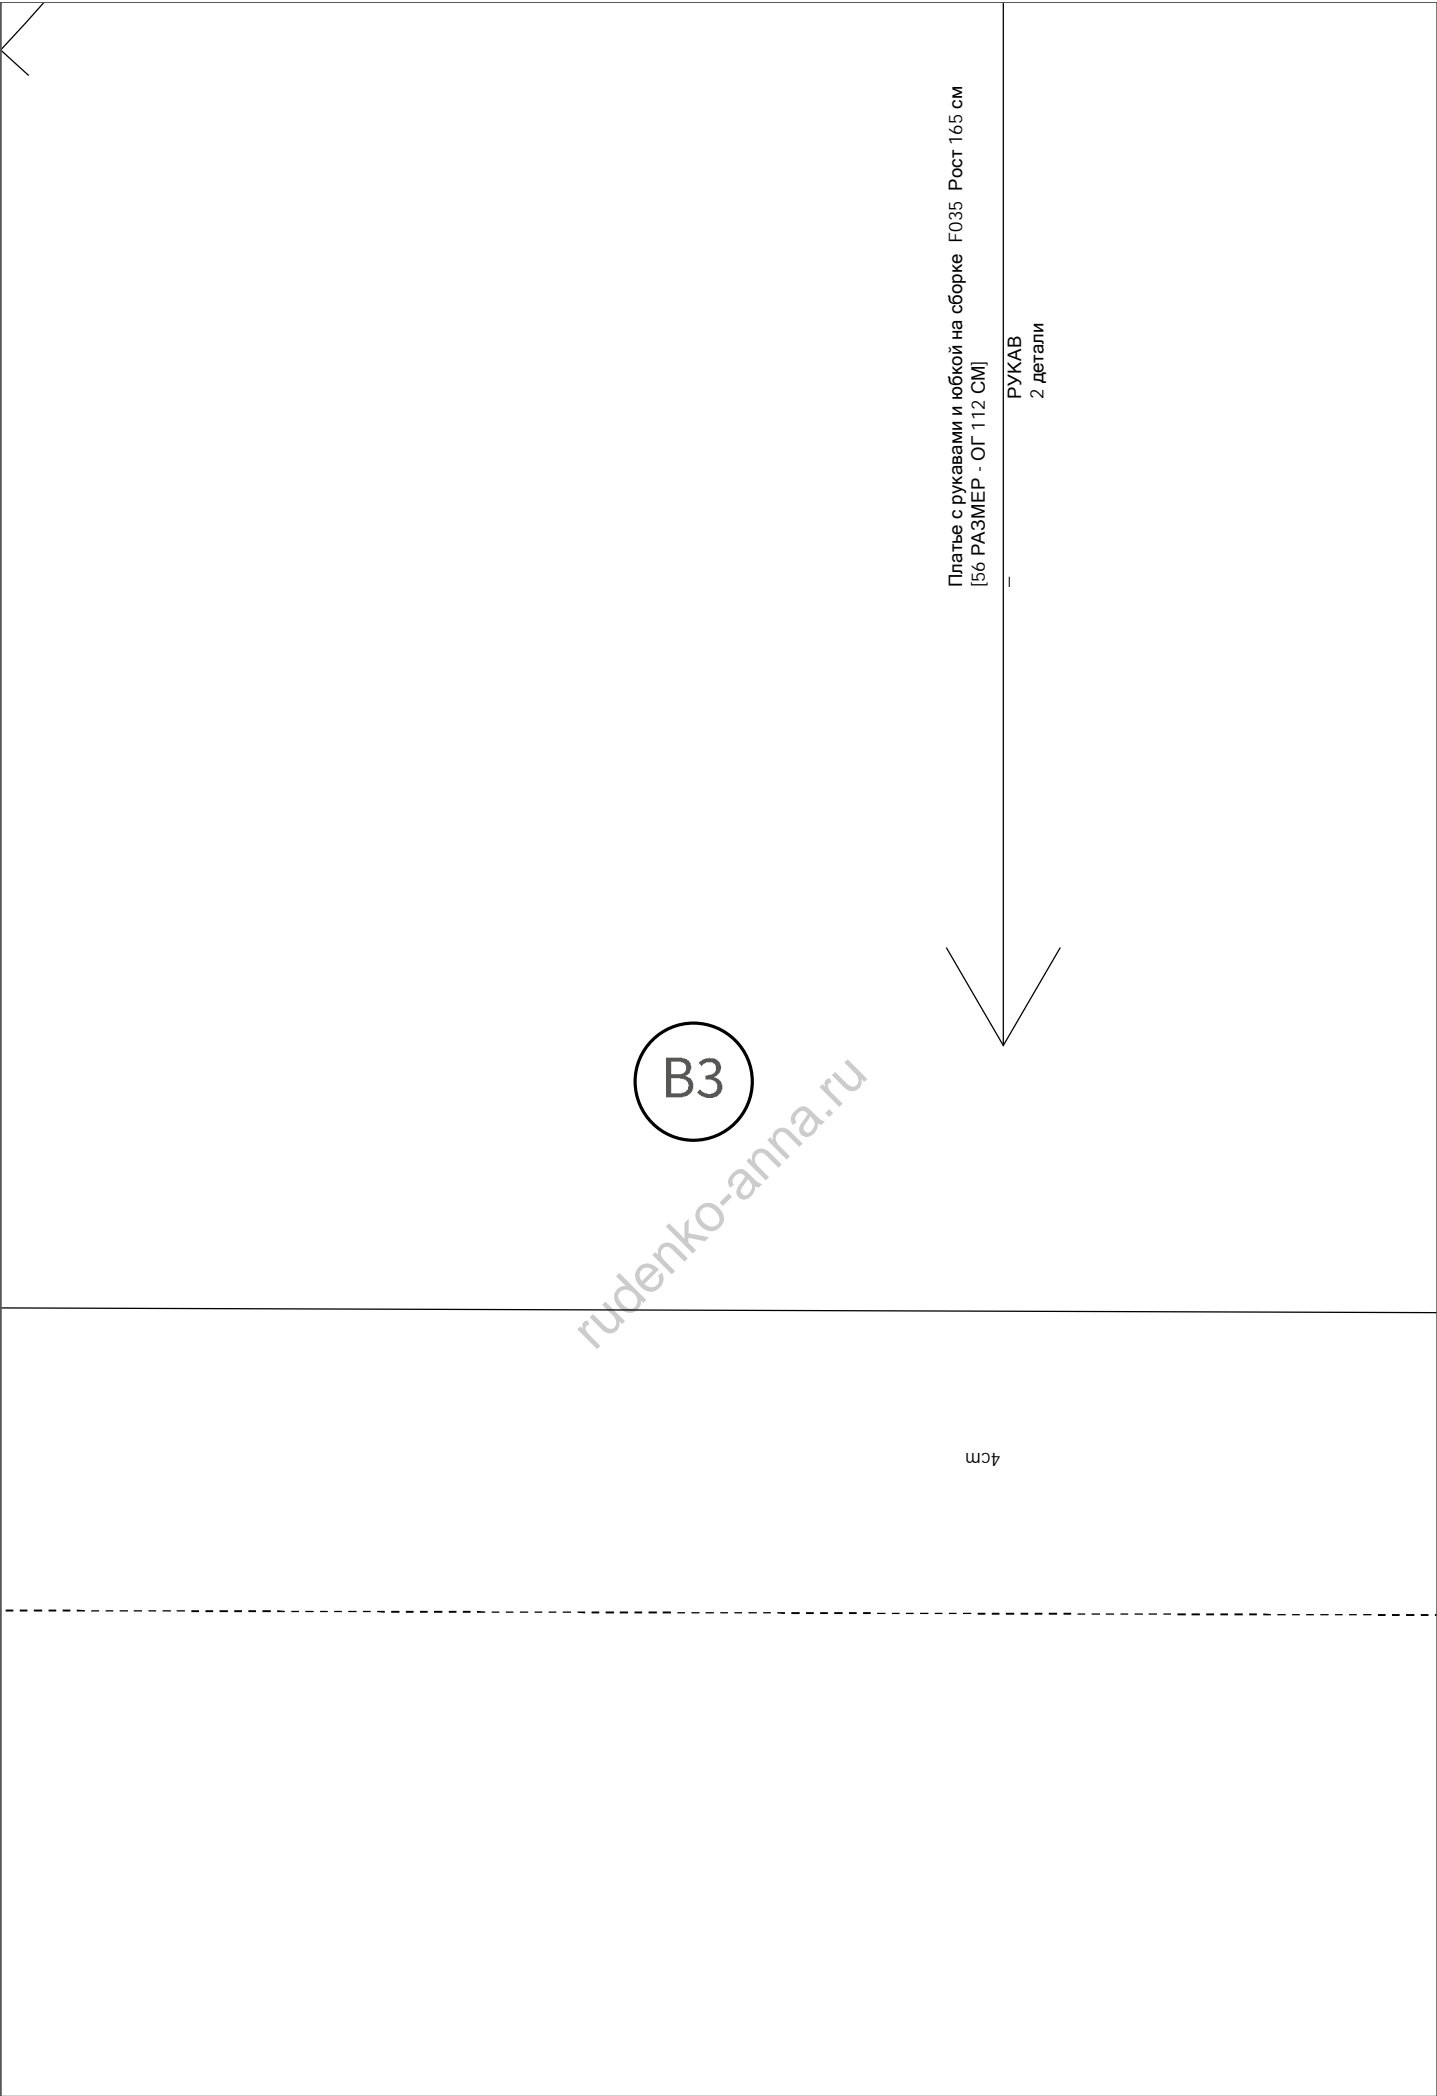 Платье с рукавами и юбкой на сборке F035 Рост 165 см
[56 РАЗМЕР - ОГ 112 СМ]
РУКАВ
2 детали
–
B3
rudenko-anna.ru
4cm